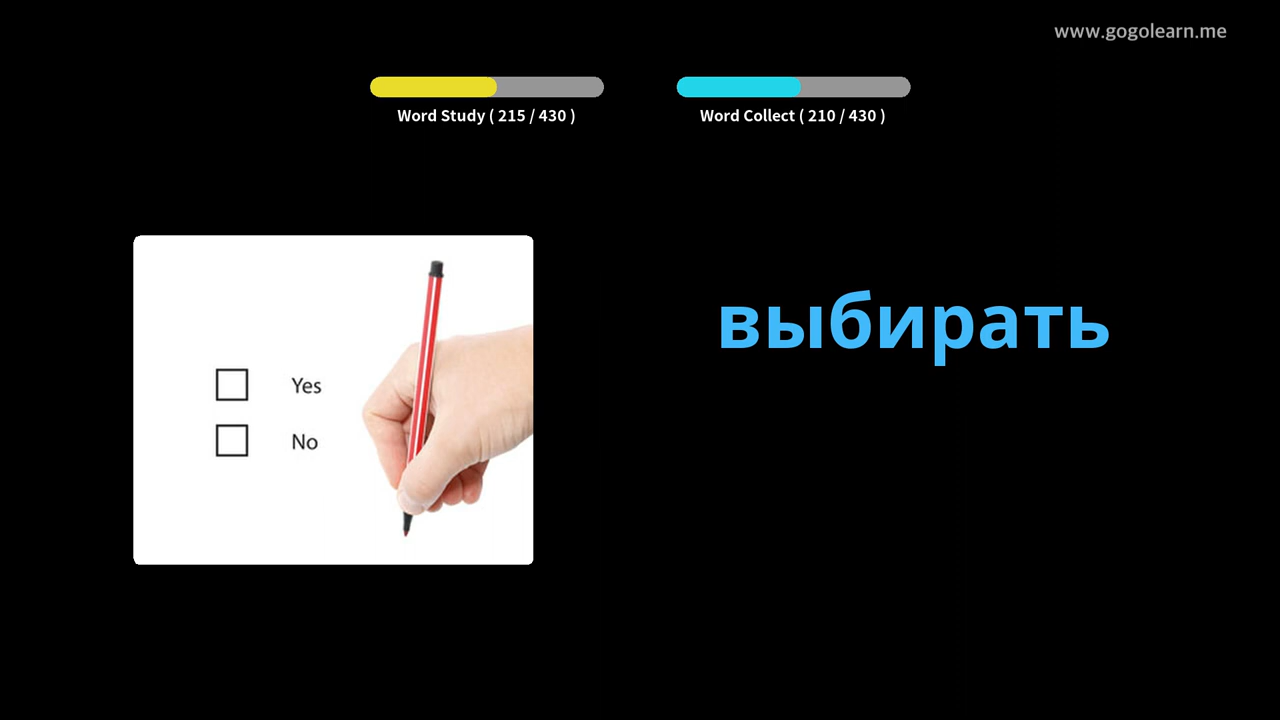 www.gogolearn.me
Word Study ( 215 / 430 )
Word Collect ( 210 / 430 )
выбирать
Yes
No